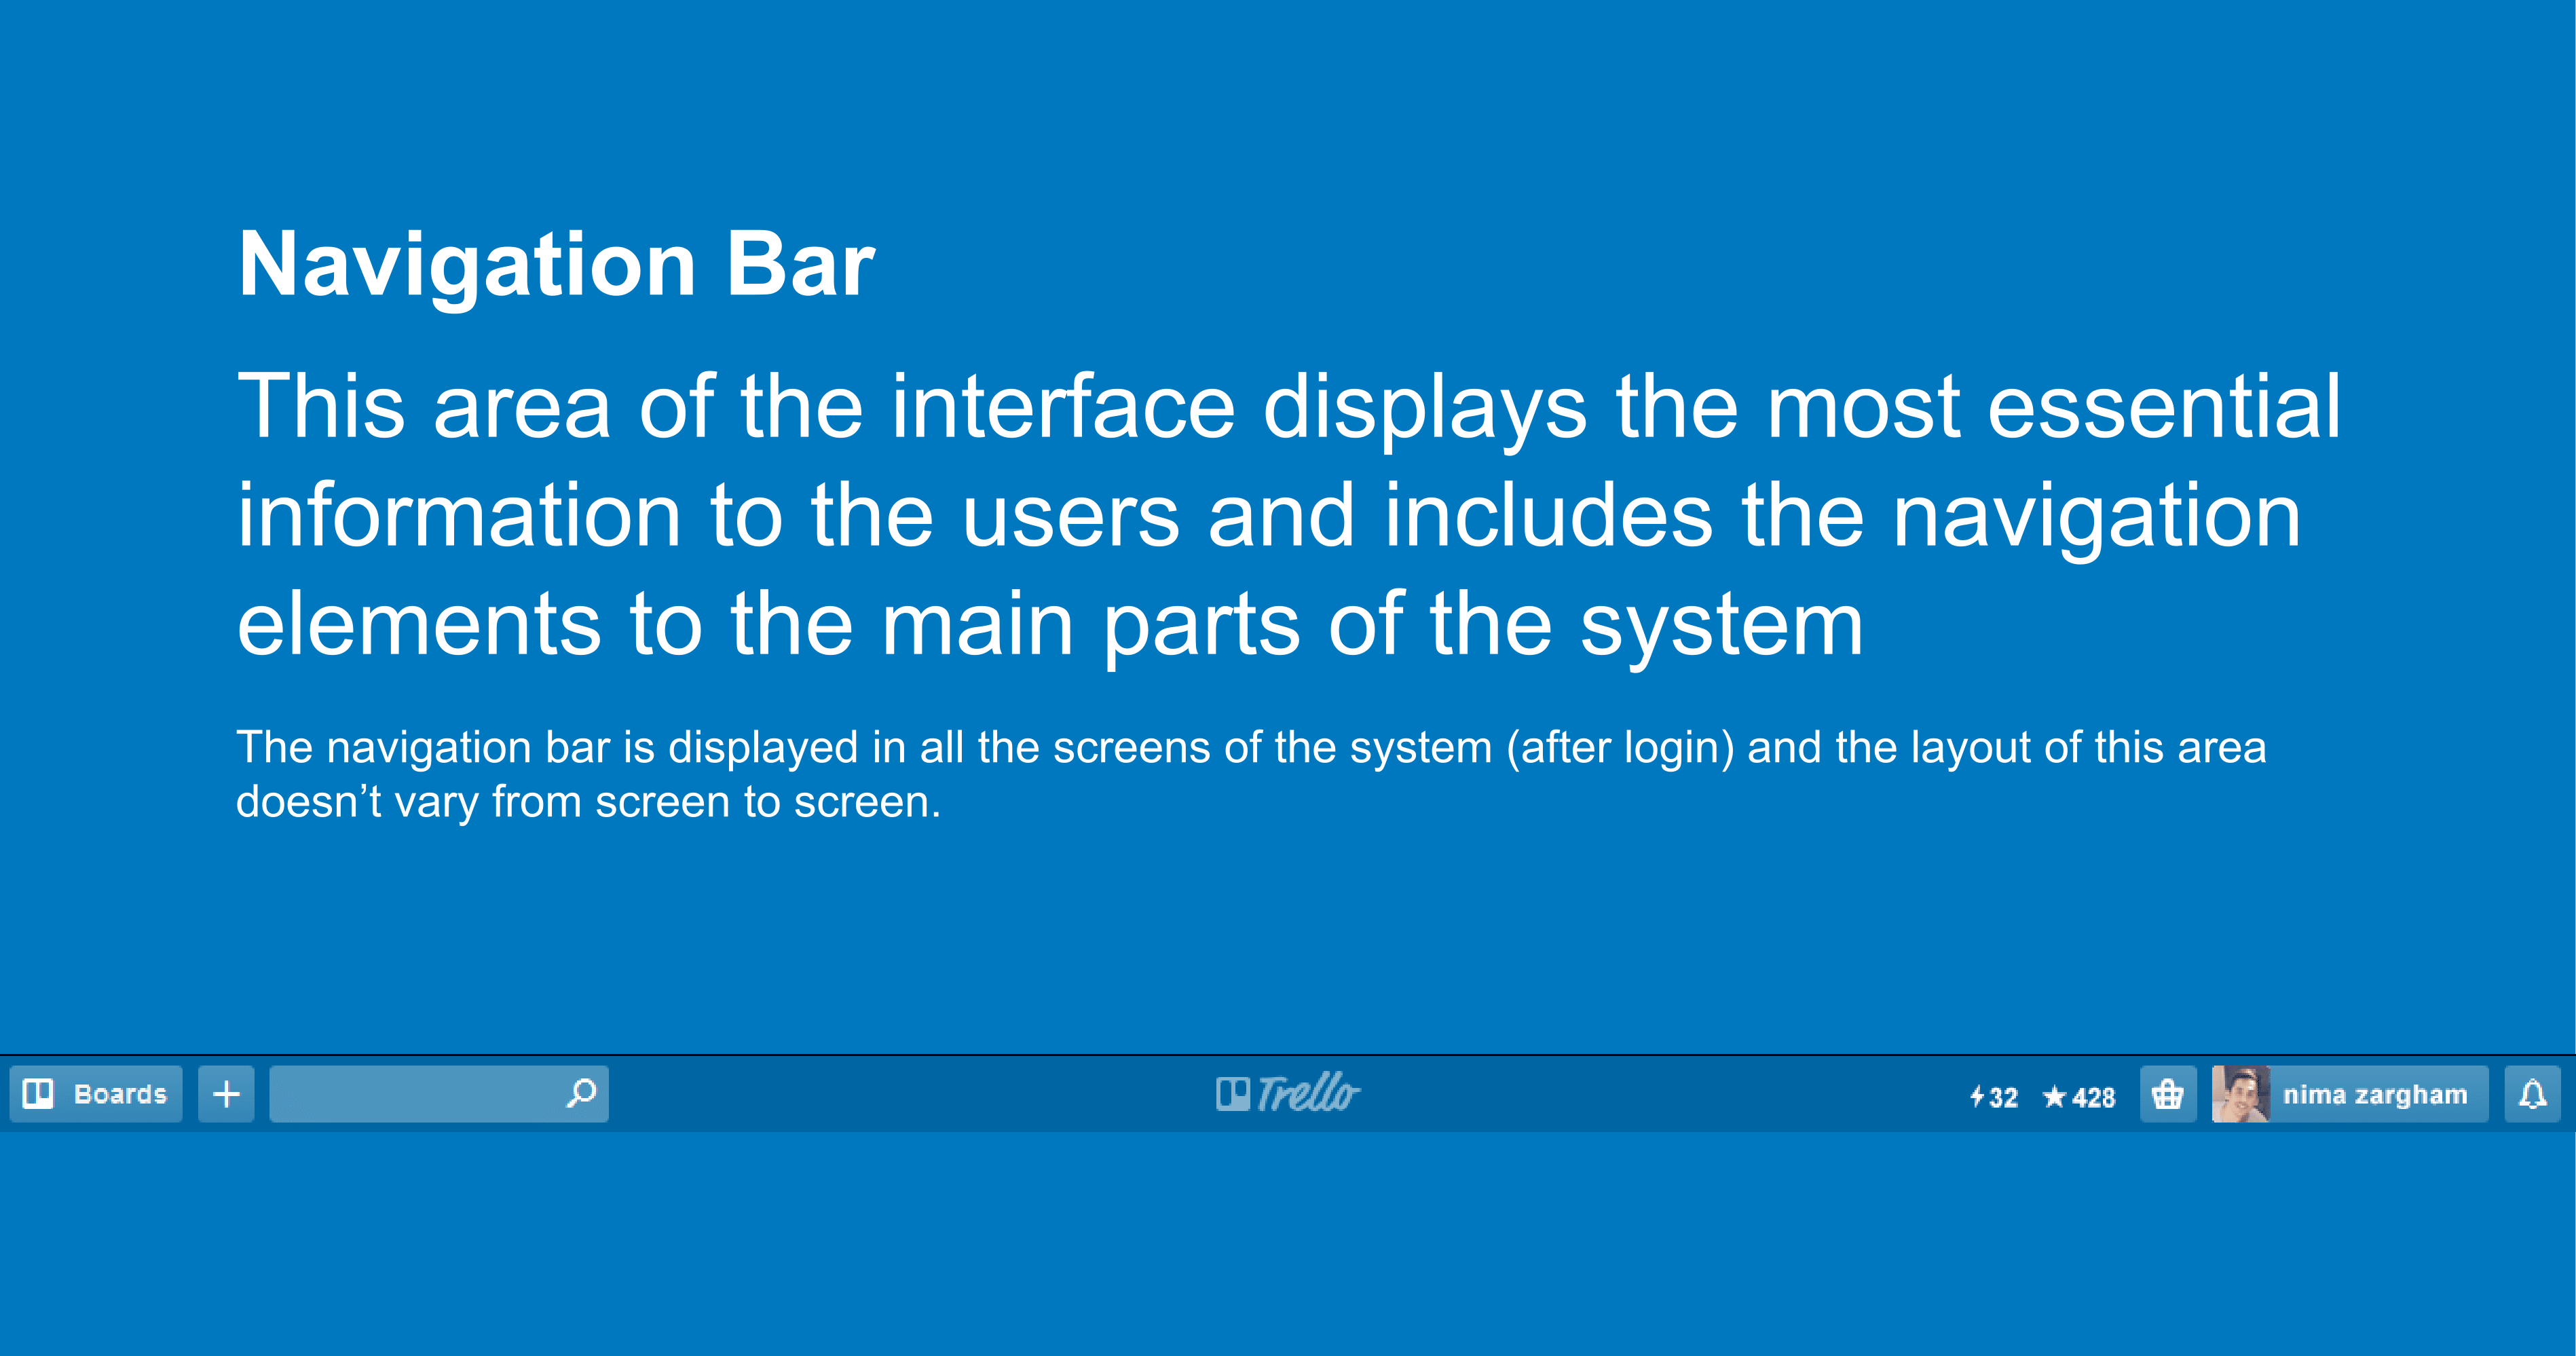 Navigation Bar
This area of the interface displays the most essential
information to the users and includes the navigation
elements to the main parts of the system
The navigation bar is displayed in all the screens of the system (after login) and the layout of this area
doesn’t vary from screen to screen.
Boards
Trello
32
428
nima zargham